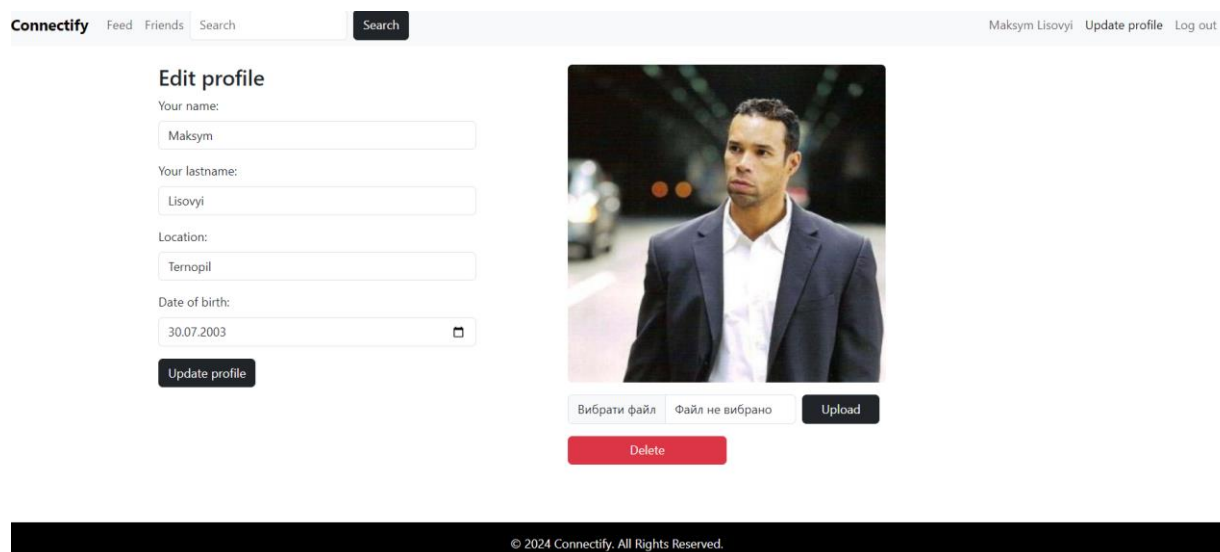 Connectify Feed Friends Search Search Maksym Lisovyi Update profile Log out
Edit profile
Your name:
Maksym
Your lastname:
Lisovyi
Location:
Ternopil
Date of birth:
30.07.2003
Update profile
Вибрати файл Файл не вибрано Upload
Delete
© 2024 Connectify. All Rights Reserved.